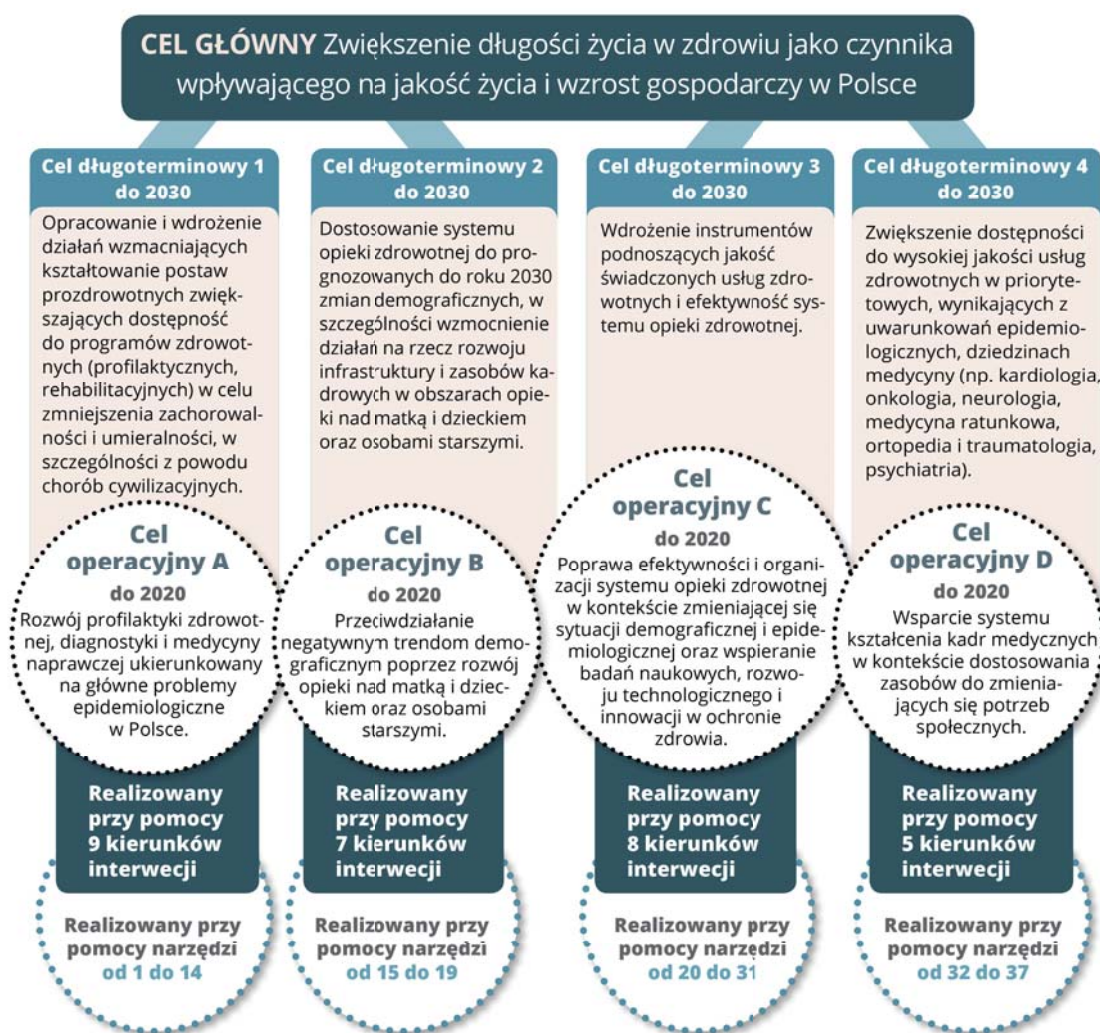 CEL GŁÓWNY Zwiększenie długości życia w zdrowiu jako czynnika
wpływającego na jakość życia i wzrost gospodarczy w Polsce
Cel długoterminowy 1
do 2030
Opracowanie i wdrożenie
działań wzmacniających
kształtowanie postaw
prozdrowotnych zwięk-
szających dostępność
do programów zdrowot-
nych (profilaktycznych,
rehabilitacyjnych) w celu
zmniejszenia zachorowal-
ności i umieralności, w
szczególności z powodu
chorób cywilizacyjnych.
Cel
operacyjny A
do 2020
Rozwój profilaktyki zdrowot-
nej, diagnostyki i medycyny
naprawczej ukierunkowany
na główne problemy
epidemiologiczne
w Polsce.
Realizowany
przy pomocy
9 kierunków
interwecji
Realizowany przy
pomocy narzędzi
od 1 do 14
Cel długoterminowy 2
do 2030
Dostosowanie systemu
opieki zdrowotnej do pro-
gnozowanych do roku 2030
zmian demograficznych, w
szczególności wzmocnienie
działań na rzecz rozwoju
infrastruktury i zasobów ka-
drowych w obszarach opie-
ki nad matką i dzieckiem
oraz osobami starszymi.
Cel
operacyjny B
do 2020
Przeciwdziałanie
negatywnym trendom demo-
graficznym poprzez rozwój
opieki nad matką i dziec-
kiem oraz osobami
starszymi.
Realizowany
przy pomocy
7 kierunków
interwecji
Realizowany przy
pomocy narzędzi
od 15 do 19
Cel długoterminowy 3
do 2030
Wdrożenie instrumentów
podnoszących jakość
świadczonych usług zdro-
wotnych i efektywność sys-
temu opieki zdrowotnej.
Cel
operacyjny C
do 2020
Poprawa efektywności i organi-
zacji systemu opieki zdrowotnej
w kontekście zmieniającej się
sytuacji demograficznej i epide-
miologicznej oraz wspieranie
badań naukowych, rozwo-
ju technologicznego i
innowacji w ochronie
zdrowia.
Realizowany
przy pomocy
8 kierunków
interwecji
Realizowany przy
pomocy narzędzi
od 20 do 31
Cel długoterminowy 4
do 2030
Zwiększenie dostępności
do wysokiej jakości usług
zdrowotnych w prioryte-
towych, wynikających z
uwarunkowań epidemio-
logicznych, dziedzinach
medycyny (np. kardiologia,
onkologia, neurologia,
medycyna ratunkowa,
ortopedia i traumatologia,
psychiatria).
Cel
operacyjny D
do 2020
Wsparcie systemu
kształcenia kadr medycznych
w kontekście dostosowania
zasobów do zmienia-
jących się potrzeb
społecznych.
Realizowany
przy pomocy
5 kierunków
interwecji
Realizowany przy
pomocy narzędzi
od 32 do 37